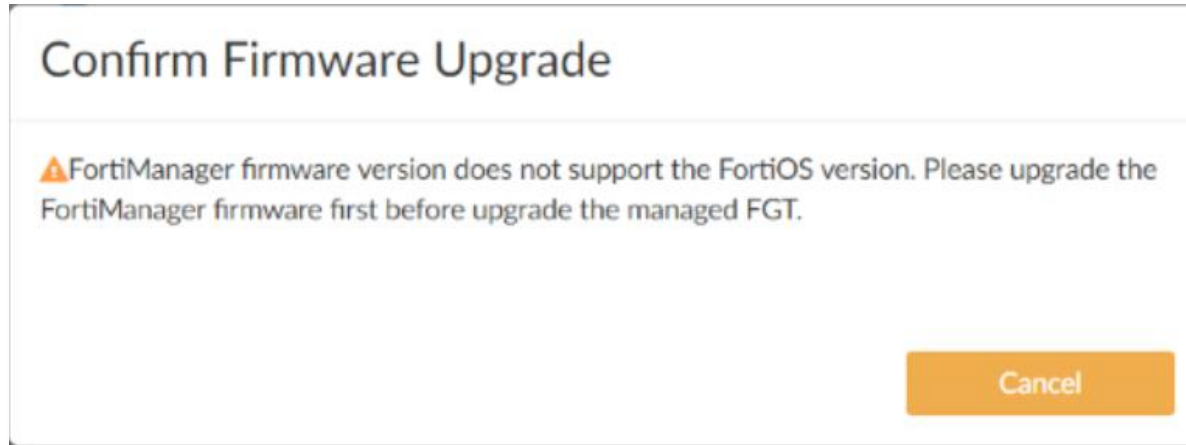 Confirm Firmware Upgrade
FortiManager firmware version does not support the FortiOS version. Please upgrade the
FortiManager firmware first before upgrade the managed FGT.
Cancel